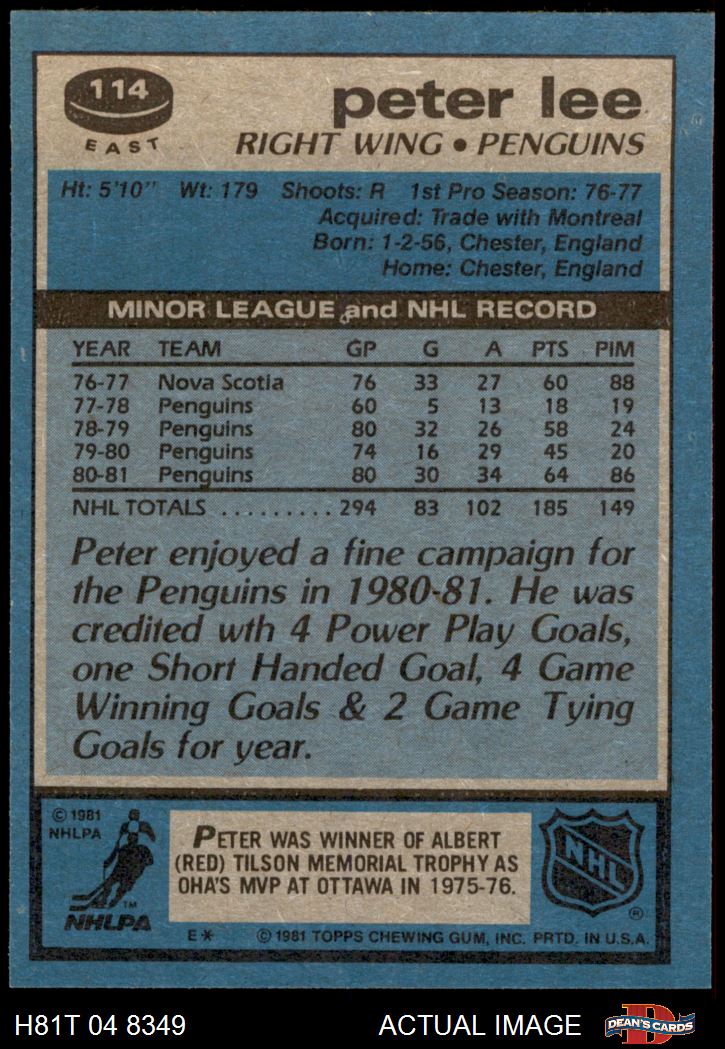 114
EAST
peter lee
RIGHT WING • PENGUINS
Ht: 5'10" Wt: 179 Shoots: R 1st Pro Season: 76-77
Acquired: Trade with Montreal
Born: 1-2-56, Chester, England
Home: Chester, England
MINOR LEAGUE and NHL RECORD
YEAR TEAM GP G A PTS PIM
76-77 Nova Scotia 76 33 27 60 88
77-78 Penguins 60 5 13 18 19
78-79 Penguins 80 32 26 58 24
79-80 Penguins 74 16 29 45 20
80-81 Penguins 80 30 34 64 86
NHL TOTALS ......... 294 83 102 185 149
Peter enjoyed a fine campaign for
the Penguins in 1980-81. He was
credited wth 4 Power Play Goals,
one Short Handed Goal, 4 Game
Winning Goals & 2 Game Tying
Goals for year.
© 1981
NHLPA
TM
NHLPA
PETER WAS WINNER OF ALBERT
(RED) TILSON MEMORIAL TROPHY AS
OHA'S MVP AT OTTAWA IN 1975-76.
NHL
®
E* © 1981 TOPPS CHEWING GUM, INC. PRTD. IN U.S.A.
H81T 04 8349 ACTUAL IMAGE
D
DEAN'S CARDS